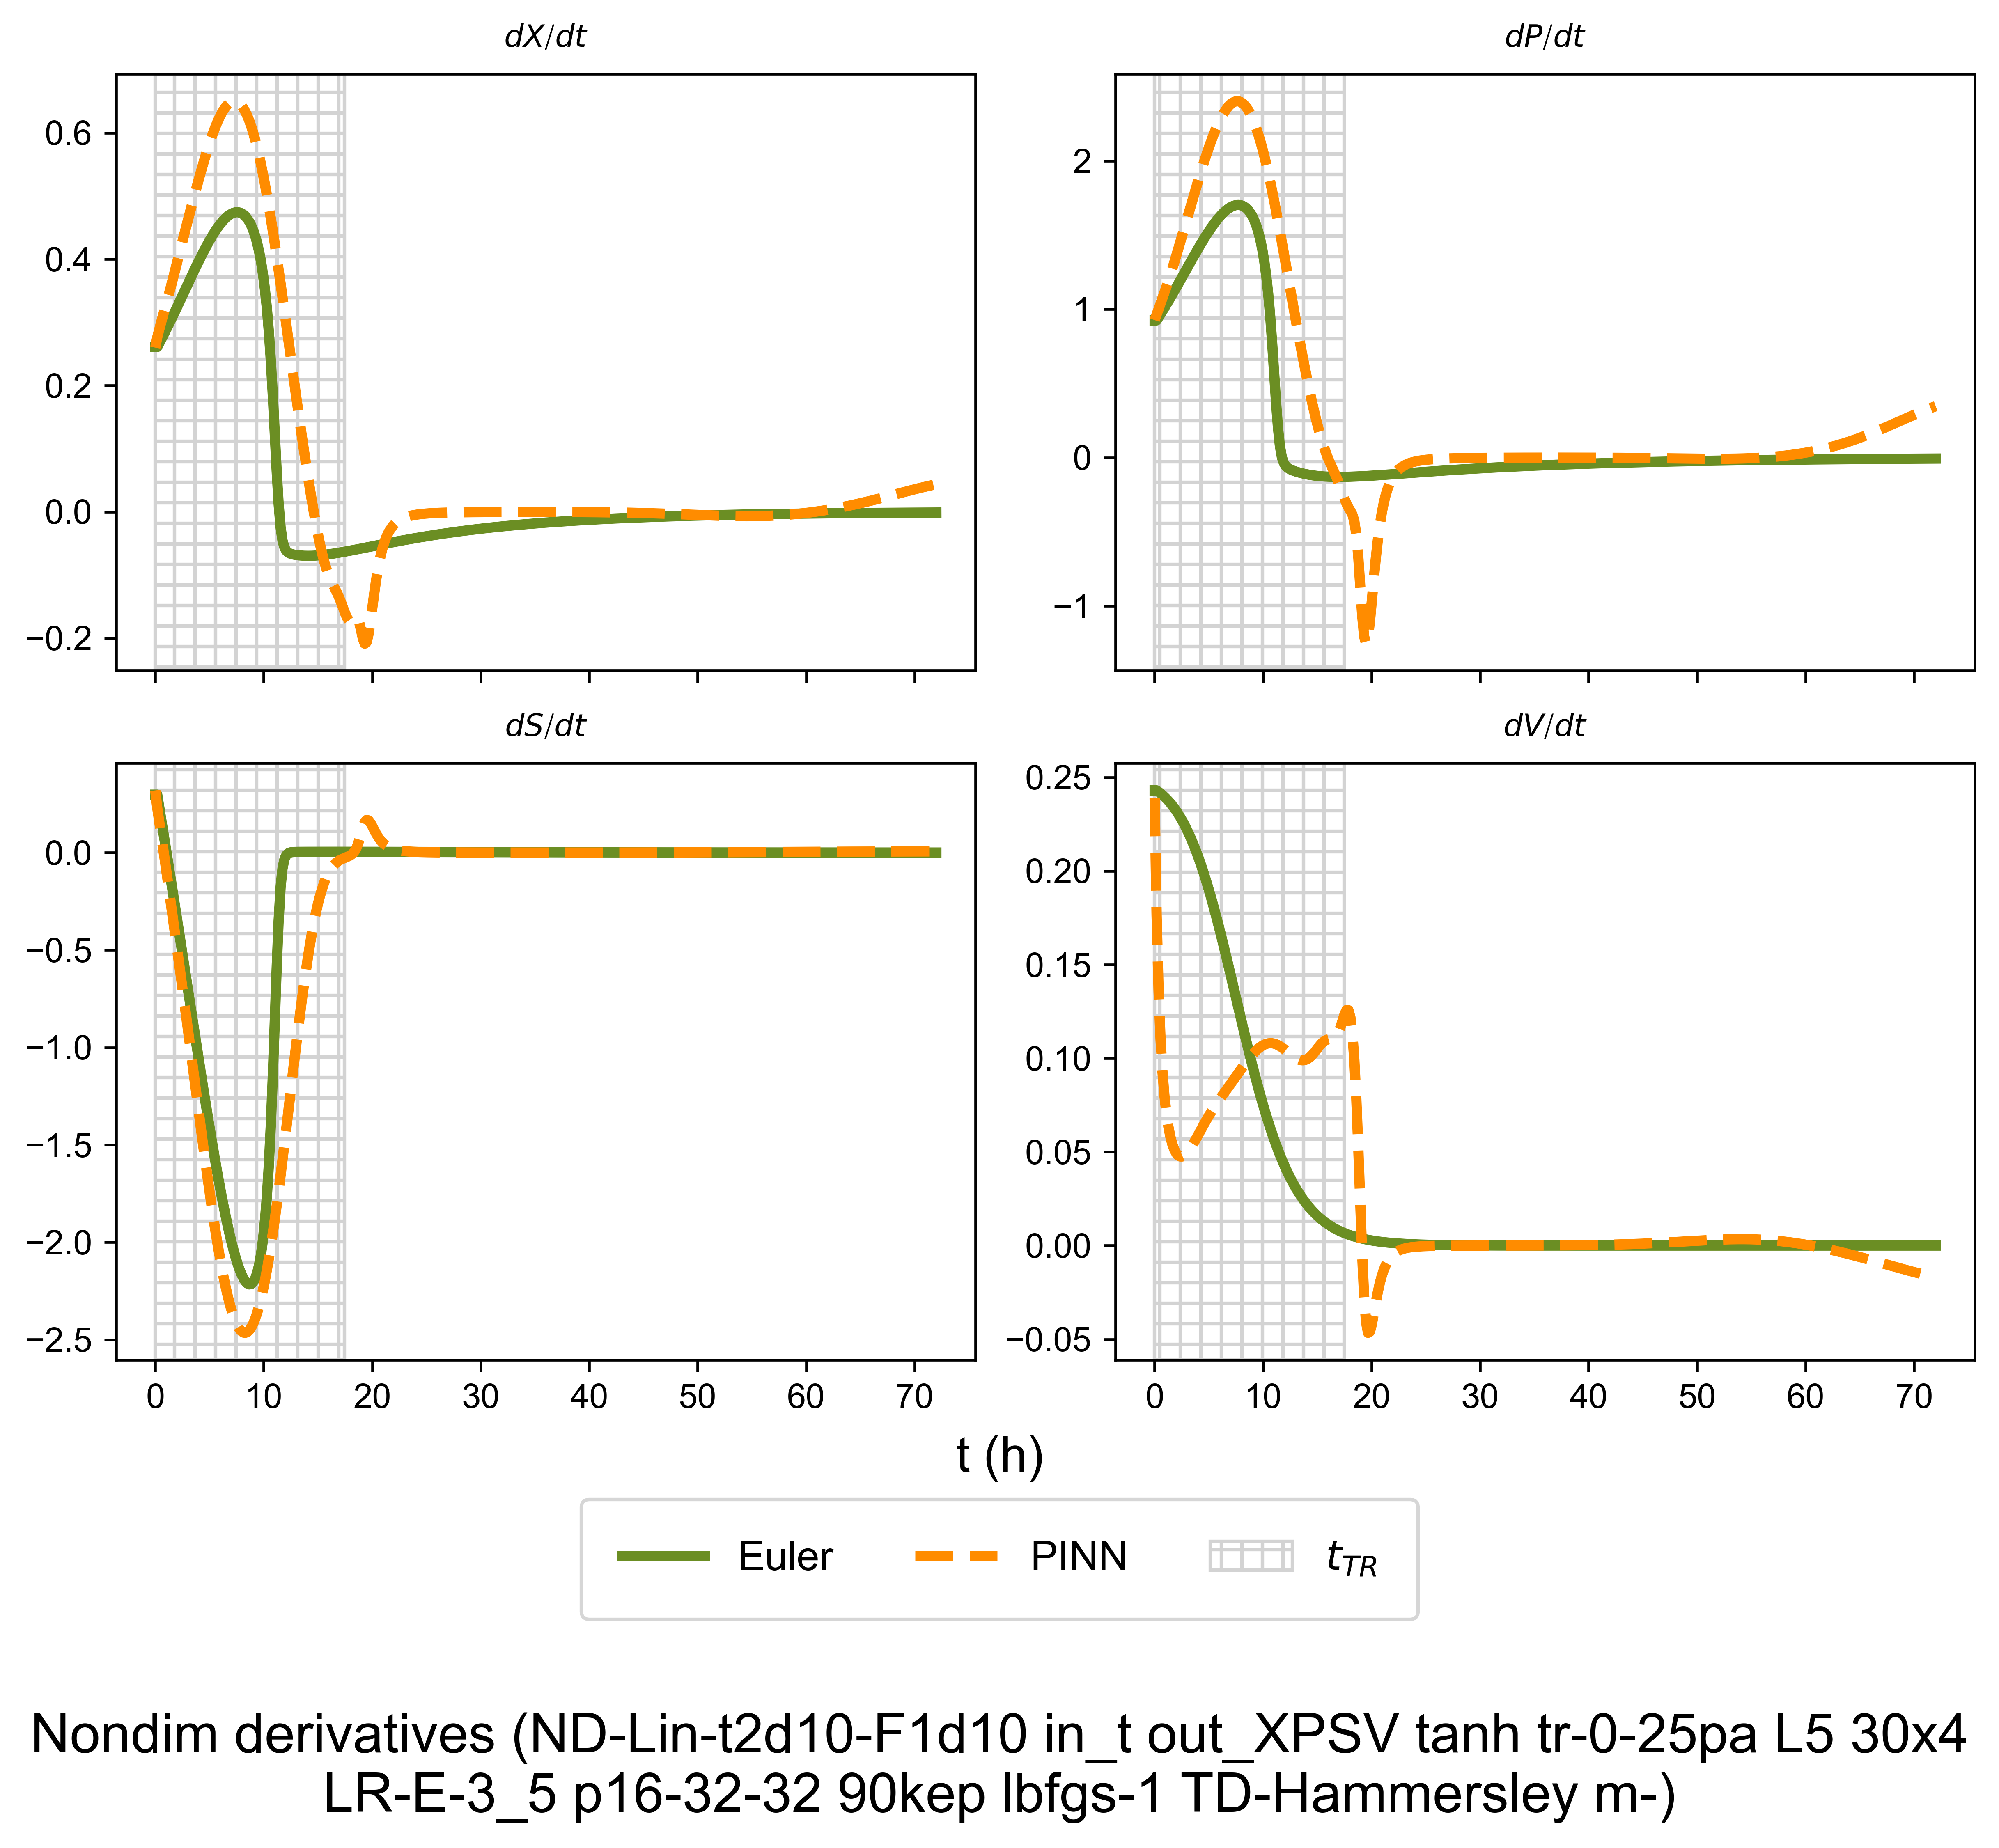 dX/dt
dP/dt
0.6
0.4
0.2
0.0
−0.2
2
1
0
−1
dS/dt
dV/dt
0.0
−0.5
−1.0
−1.5
−2.0
−2.5
0.25
0.20
0.15
0.10
0.05
0.00
−0.05
0 10 20 30 40 50 60 70
0 10 20 30 40 50 60 70
t (h)
Euler PINN t_TR
Nondim derivatives (ND-Lin-t2d10-F1d10 in_t out_XPSV tanh tr-0-25pa L5 30x4
LR-E-3_5 p16-32-32 90kep lbfgs-1 TD-Hammersley m-)